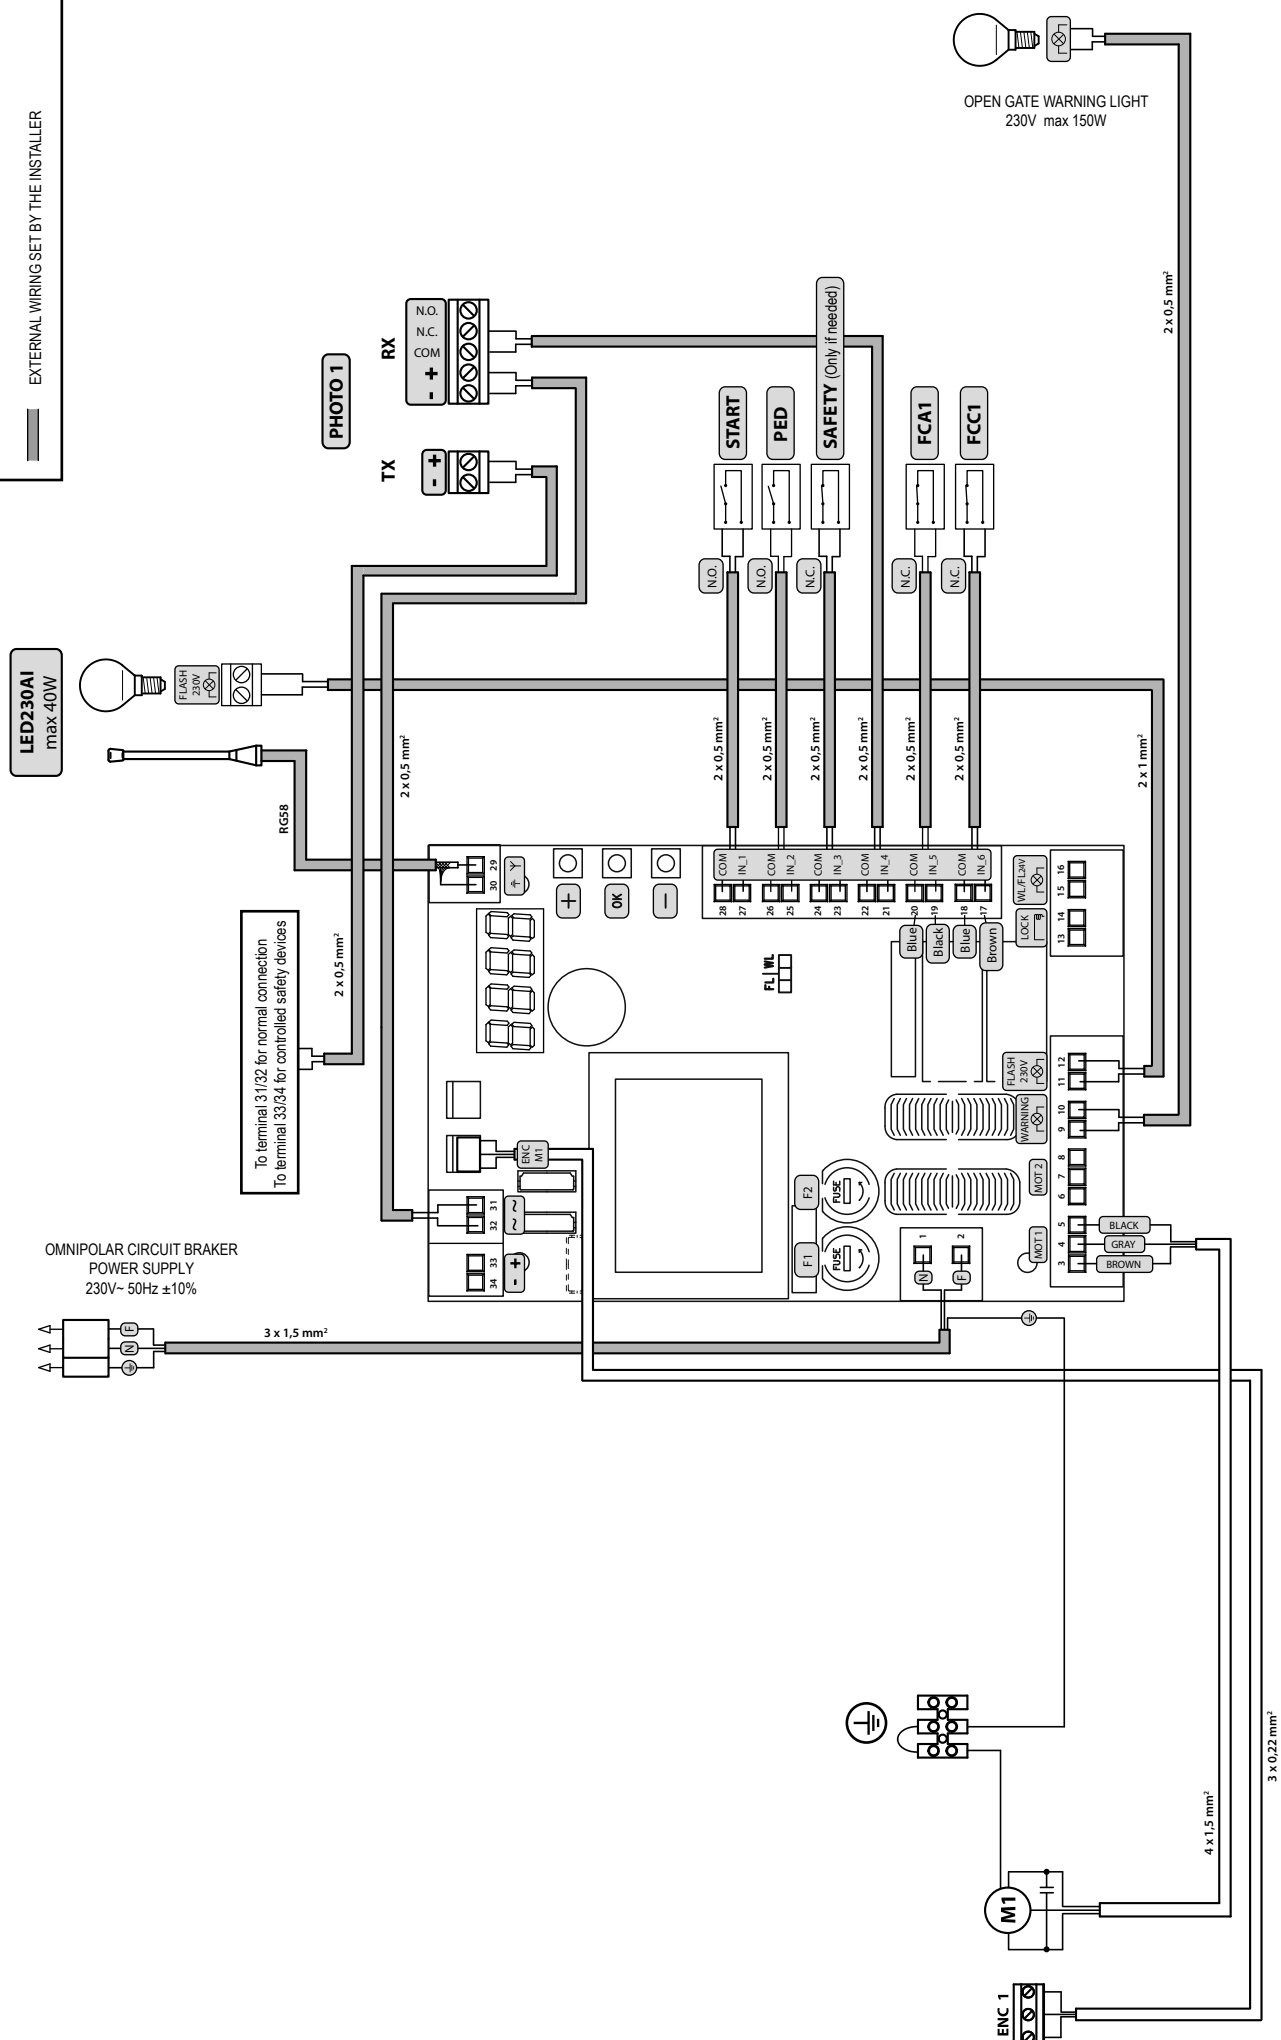 EXTERNAL WIRING SET BY THE INSTALLER
OPEN GATE WARNING LIGHT
230V max 150W
2 x 0,5 mm²
LED230AI
max 40W
FLASH
230V
RG58
PHOTO 1
TX
- +
RX
- + COM N.C. N.O.
2 x 0,5 mm²
2 x 0,5 mm²
To terminal 31/32 for normal connection
To terminal 33/34 for controlled safety devices
START
PED
SAFETY (Only if needed)
FCA1
FCC1
N.O.
N.O.
N.C.
N.C.
N.C.
2 x 0,5 mm²
2 x 0,5 mm²
2 x 0,5 mm²
2 x 0,5 mm²
2 x 0,5 mm²
2 x 0,5 mm²
2 x 1 mm²
OMNIPOLAR CIRCUIT BRAKER
POWER SUPPLY
230V~ 50Hz ±10%
F
N
3 x 1,5 mm²
34 33 32 31
- +
~ ~
ENC
M1
30 29
Y
+
OK
-
COM
IN_1
COM
IN_2
COM
IN_3
COM
IN_4
COM
IN_5
COM
IN_6
28
27
26
25
24
23
22
21
20
19
18
17
Blue
Black
Blue
Brown
FL WL
F1
F2
FUSE
FUSE
1
2
N
F
MOT 1
MOT 2
WARNING
FLASH
230V
LOCK
WL/FL24V
3 4 5 6 7 8 9 10 11 12 13 14 15 16
BLACK
GRAY
BROWN
M1
ENC 1
4 x 1,5 mm²
3 x 0,22 mm²